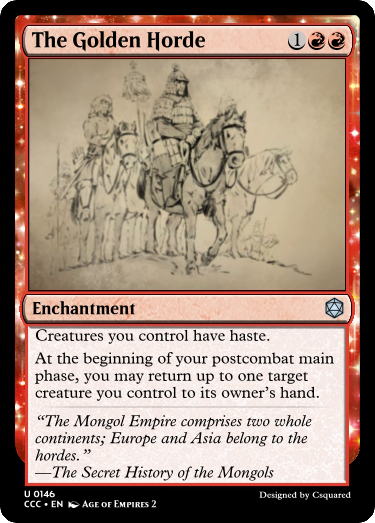 The Golden Horde 1
Enchantment
Creatures you control have haste.
At the beginning of your postcombat main
phase, you may return up to one target
creature you control to its owner's hand.
“The Mongol Empire comprises two whole
continents; Europe and Asia belong to the
hordes.”
—The Secret History of the Mongols
U 0146
CCC • EN Age of Empires 2
Designed by Csquared